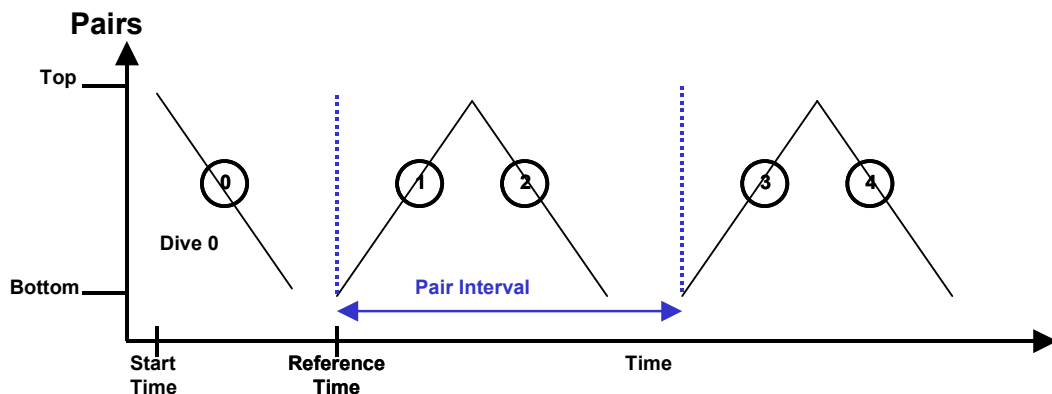 Pairs
Top
0
1
2
3
4
Dive 0
Bottom
Pair Interval
Start
Time
Reference
Time
Time